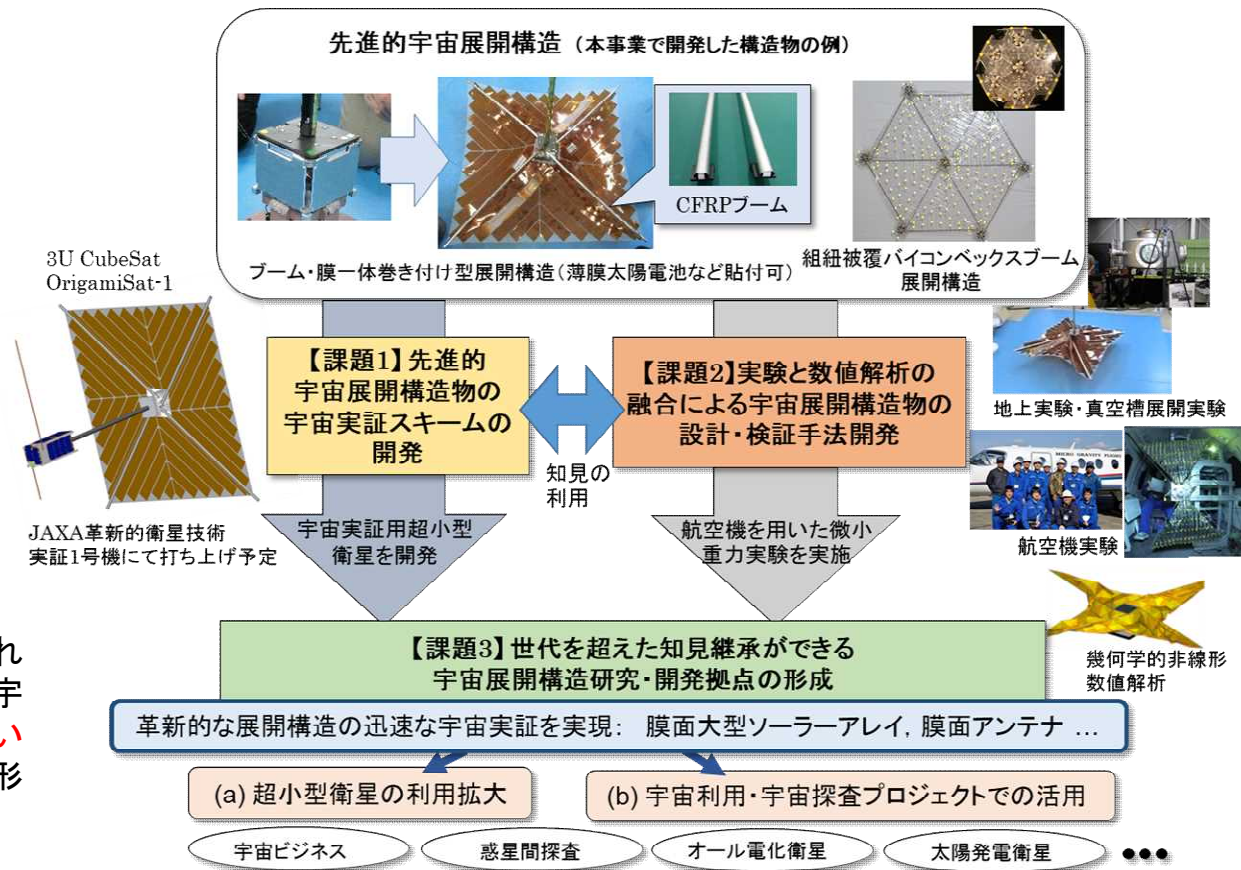 先進的宇宙展開構造（本事業で開発した構造物の例）
CFRPブーム
ブーム・膜一体巻き付け型展開構造（薄膜太陽電池など貼付可）
組紐被覆バイコンベックスブーム
展開構造
3U CubeSat
OrigamiSat-1
JAXA革新的衛星技術
実証1号機にて打ち上げ予定
【課題1】先進的
宇宙展開構造物の
宇宙実証スキームの
開発
知見の
利用
【課題2】実験と数値解析の
融合による宇宙展開構造物の
設計・検証手法開発
地上実験・真空槽展開実験
MICRO GRAVITY FLIGHT
航空機実験
宇宙実証用超小型
衛星を開発
航空機を用いた微小
重力実験を実施
幾何学的非線形
数値解析
れ
宇
い
形
【課題3】世代を超えた知見継承ができる
宇宙展開構造研究・開発拠点の形成
革新的な展開構造の迅速な宇宙実証を実現： 膜面大型ソーラーアレイ, 膜面アンテナ …
(a) 超小型衛星の利用拡大
(b) 宇宙利用・宇宙探査プロジェクトでの活用
宇宙ビジネス
惑星間探査
オール電化衛星
太陽発電衛星
●●●